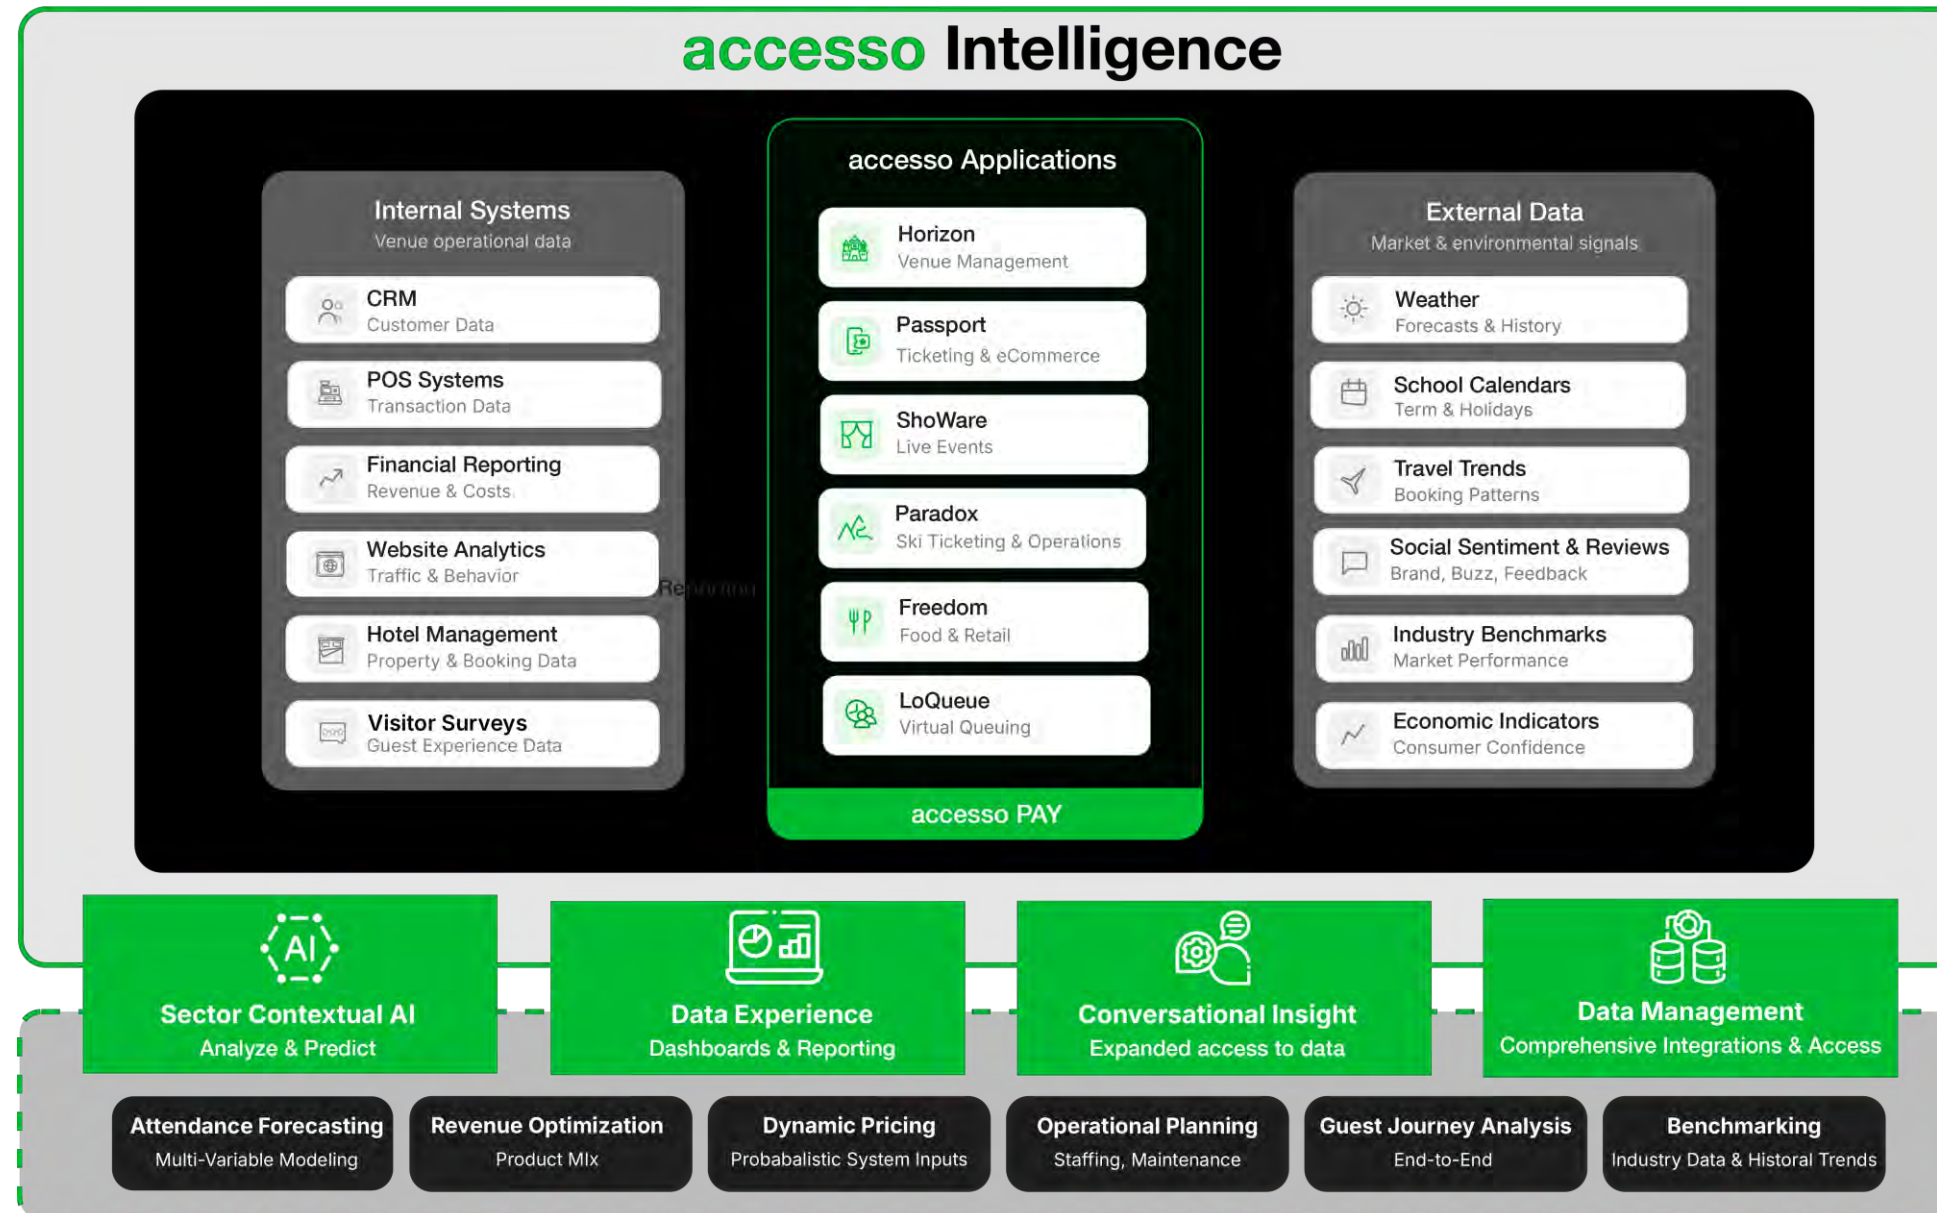 accesso Intelligence
Internal Systems
Venue operational data
CRM
Customer Data
POS Systems
Transaction Data
Financial Reporting
Revenue & Costs
Website Analytics
Traffic & Behavior
Hotel Management
Property & Booking Data
Visitor Surveys
Guest Experience Data
Reporting
accesso Applications
Horizon
Venue Management
Passport
Ticketing & eCommerce
ShoWare
Live Events
Paradox
Ski Ticketing & Operations
Freedom
Food & Retail
LoQueue
Virtual Queuing
accesso PAY
External Data
Market & environmental signals
Weather
Forecasts & History
School Calendars
Term & Holidays
Travel Trends
Booking Patterns
Social Sentiment & Reviews
Brand, Buzz, Feedback
Industry Benchmarks
Market Performance
Economic Indicators
Consumer Confidence
AI
Sector Contextual AI
Analyze & Predict
Data Experience
Dashboards & Reporting
Conversational Insight
Expanded access to data
Data Management
Comprehensive Integrations & Access
Attendance Forecasting
Multi-Variable Modeling
Revenue Optimization
Product MIx
Dynamic Pricing
Probabalistic System Inputs
Operational Planning
Staffing, Maintenance
Guest Journey Analysis
End-to-End
Benchmarking
Industry Data & Historal Trends